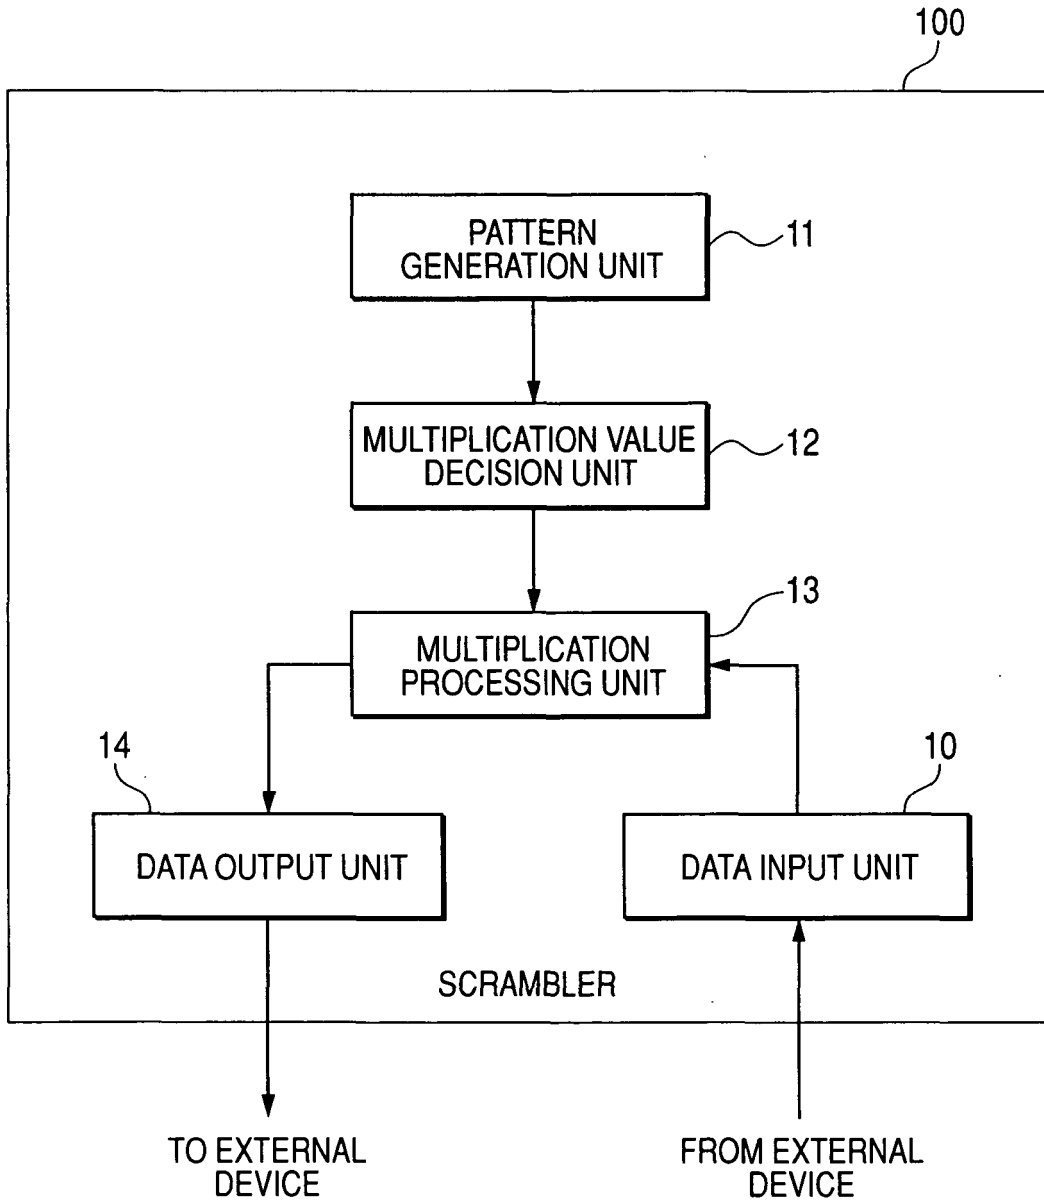 100
PATTERN
GENERATION UNIT
11
MULTIPLICATION VALUE
DECISION UNIT
12
13
MULTIPLICATION
PROCESSING UNIT
14
10
DATA OUTPUT UNIT
DATA INPUT UNIT
SCRAMBLER
TO EXTERNAL
DEVICE
FROM EXTERNAL
DEVICE